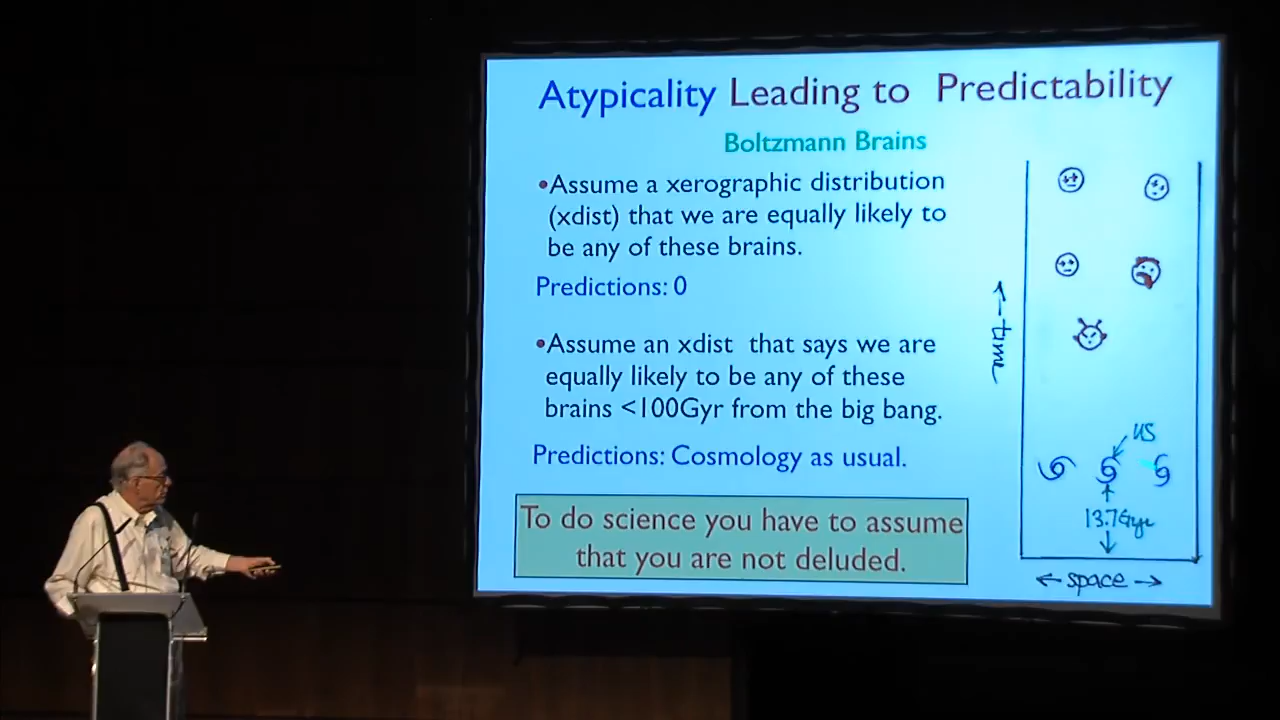 Atypicality Leading to Predictability
Boltzmann Brains
•Assume a xerographic distribution
(xdist) that we are equally likely to
be any of these brains.
Predictions: 0
•Assume an xdist that says we are
equally likely to be any of these
brains <100Gyr from the big bang.
Predictions: Cosmology as usual.
To do science you have to assume
that you are not deluded.
←time
us
13.7Gyr
←space→